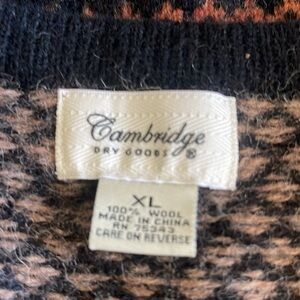 Cambridge
DRY GOODS ®
XL
100% WOOL
MADE IN CHINA
RN 75343
CARE ON REVERSE